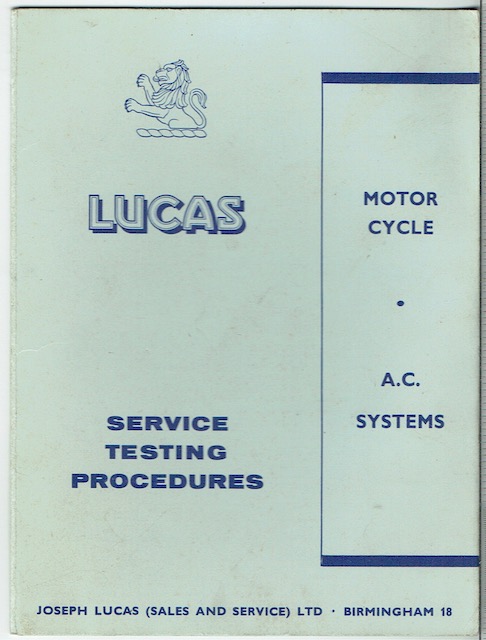 LUCAS
SERVICE
TESTING
PROCEDURES
MOTOR
CYCLE
•
A.C.
SYSTEMS
JOSEPH LUCAS (SALES AND SERVICE) LTD · BIRMINGHAM 18